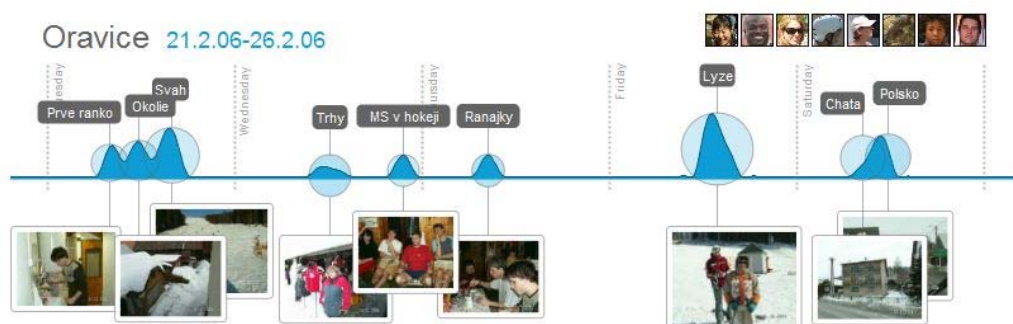 Oravice 21.2.06-26.2.06
Wednesday
Friday
Saturday
Prve ranko
Okolie
Svah
Trhy
MS v hokeji
Ranajky
Lyze
Chata
Polsko